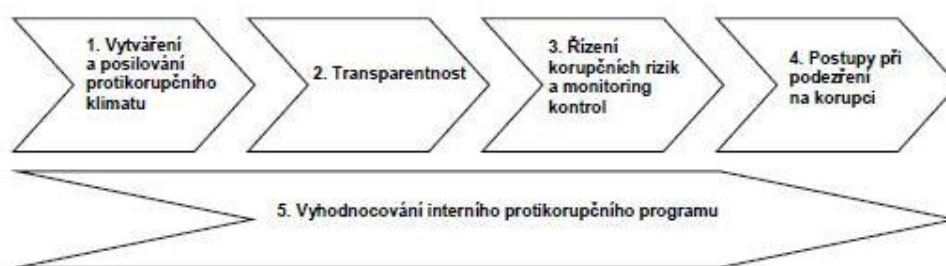 1. Vytváření
a posilování
protikorupčního
klimatu
2. Transparentnost
3. Řízení
korupčních rizik
a monitoring
kontrol
4. Postupy při
podezření
na korupci
5. Vyhodnocování interního protikorupčního programu